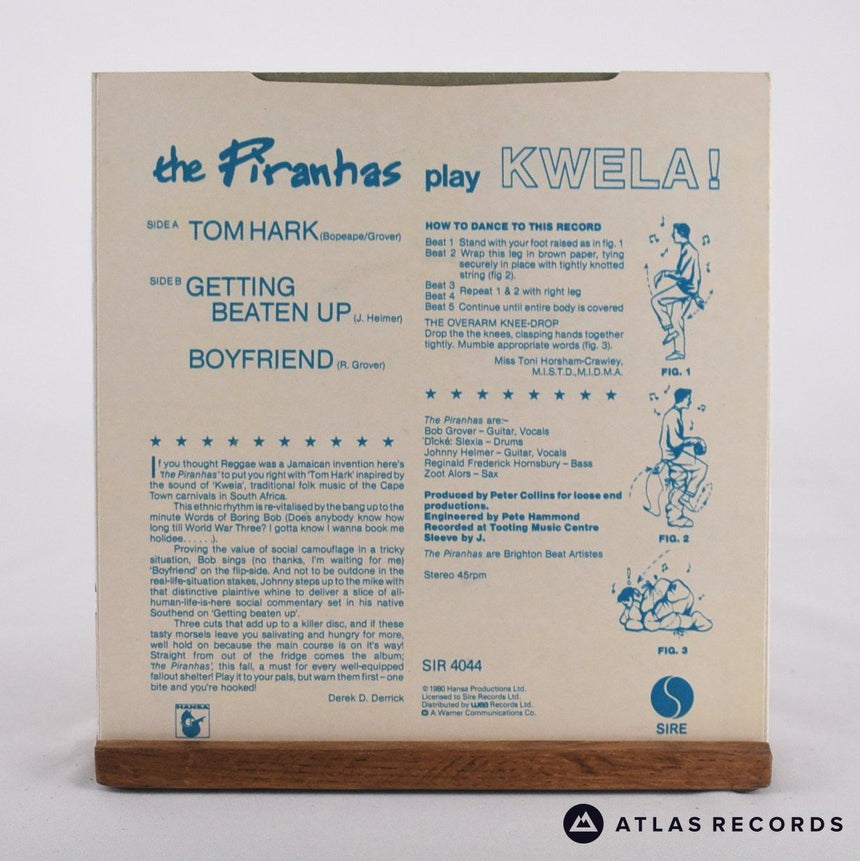 the Piranhas play KWELA!
SIDE A TOM HARK (Bopeape/Grover)
SIDE B GETTING
BEATEN UP (J. Helmer)
BOYFRIEND (R. Grover)
If you thought Reggae was a Jamaican invention here's
'the Piranhas' to put you right with 'Tom Hark' inspired by
the sound of 'Kwela', traditional folk music of the Cape
Town carnivals in South Africa.
This ethnic rhythm is re-vitalised by the bang up to the
minute Words of Boring Bob (Does anybody know how
long till World War Three? I gotta know I wanna book me
holidee......).
Proving the value of social camouflage in a tricky
situation, Bob sings (no thanks, I'm waiting for me)
'Boyfriend' on the flip-side. And not to be outdone in the
real-life-situation stakes, Johnny steps up to the mike with
that distinctive plaintive whine to deliver a slice of all-
human-life-is-here social commentary set in his native
Southend on 'Getting beaten up'.
Three cuts that add up to a killer disc, and if these
tasty morsels leave you salivating and hungry for more,
well hold on because the main course is on it's way!
Straight from out of the fridge comes the album;
'the Piranhas', this fall, a must for every well-equipped
fallout shelter! Play it to your pals, but warn them first – one
bite and you're hooked!
Derek D. Derrick
HANSA
HOW TO DANCE TO THIS RECORD
Beat 1 Stand with your foot raised as in fig. 1
Beat 2 Wrap this leg in brown paper, tying
securely in place with tightly knotted
string (fig 2).
Beat 3
Beat 4 Repeat 1 & 2 with right leg
Beat 5 Continue until entire body is covered
THE OVERARM KNEE-DROP
Drop the the knees, clasping hands together
tightly. Mumble appropriate words (fig. 3).
Miss Toni Horsham-Crawley,
M.I.S.T.D., M.I.D.M.A.
The Piranhas are:–
Bob Grover – Guitar, Vocals
'Dické: Slexia – Drums
Johnny Helmer – Guitar, Vocals
Reginald Frederick Hornsbury – Bass
Zoot Alors – Sax
Produced by Peter Collins for loose end
productions.
Engineered by Pete Hammond
Recorded at Tooting Music Centre
Sleeve by J.
The Piranhas are Brighton Beat Artistes
Stereo 45rpm
SIR 4044
© 1980 Hansa Productions Ltd.
Licensed to Sire Records Ltd.
Distributed by wea Records Ltd.
A Warner Communications Co.
FIG. 1
FIG. 2
FIG. 3
SIRE
ATLAS RECORDS